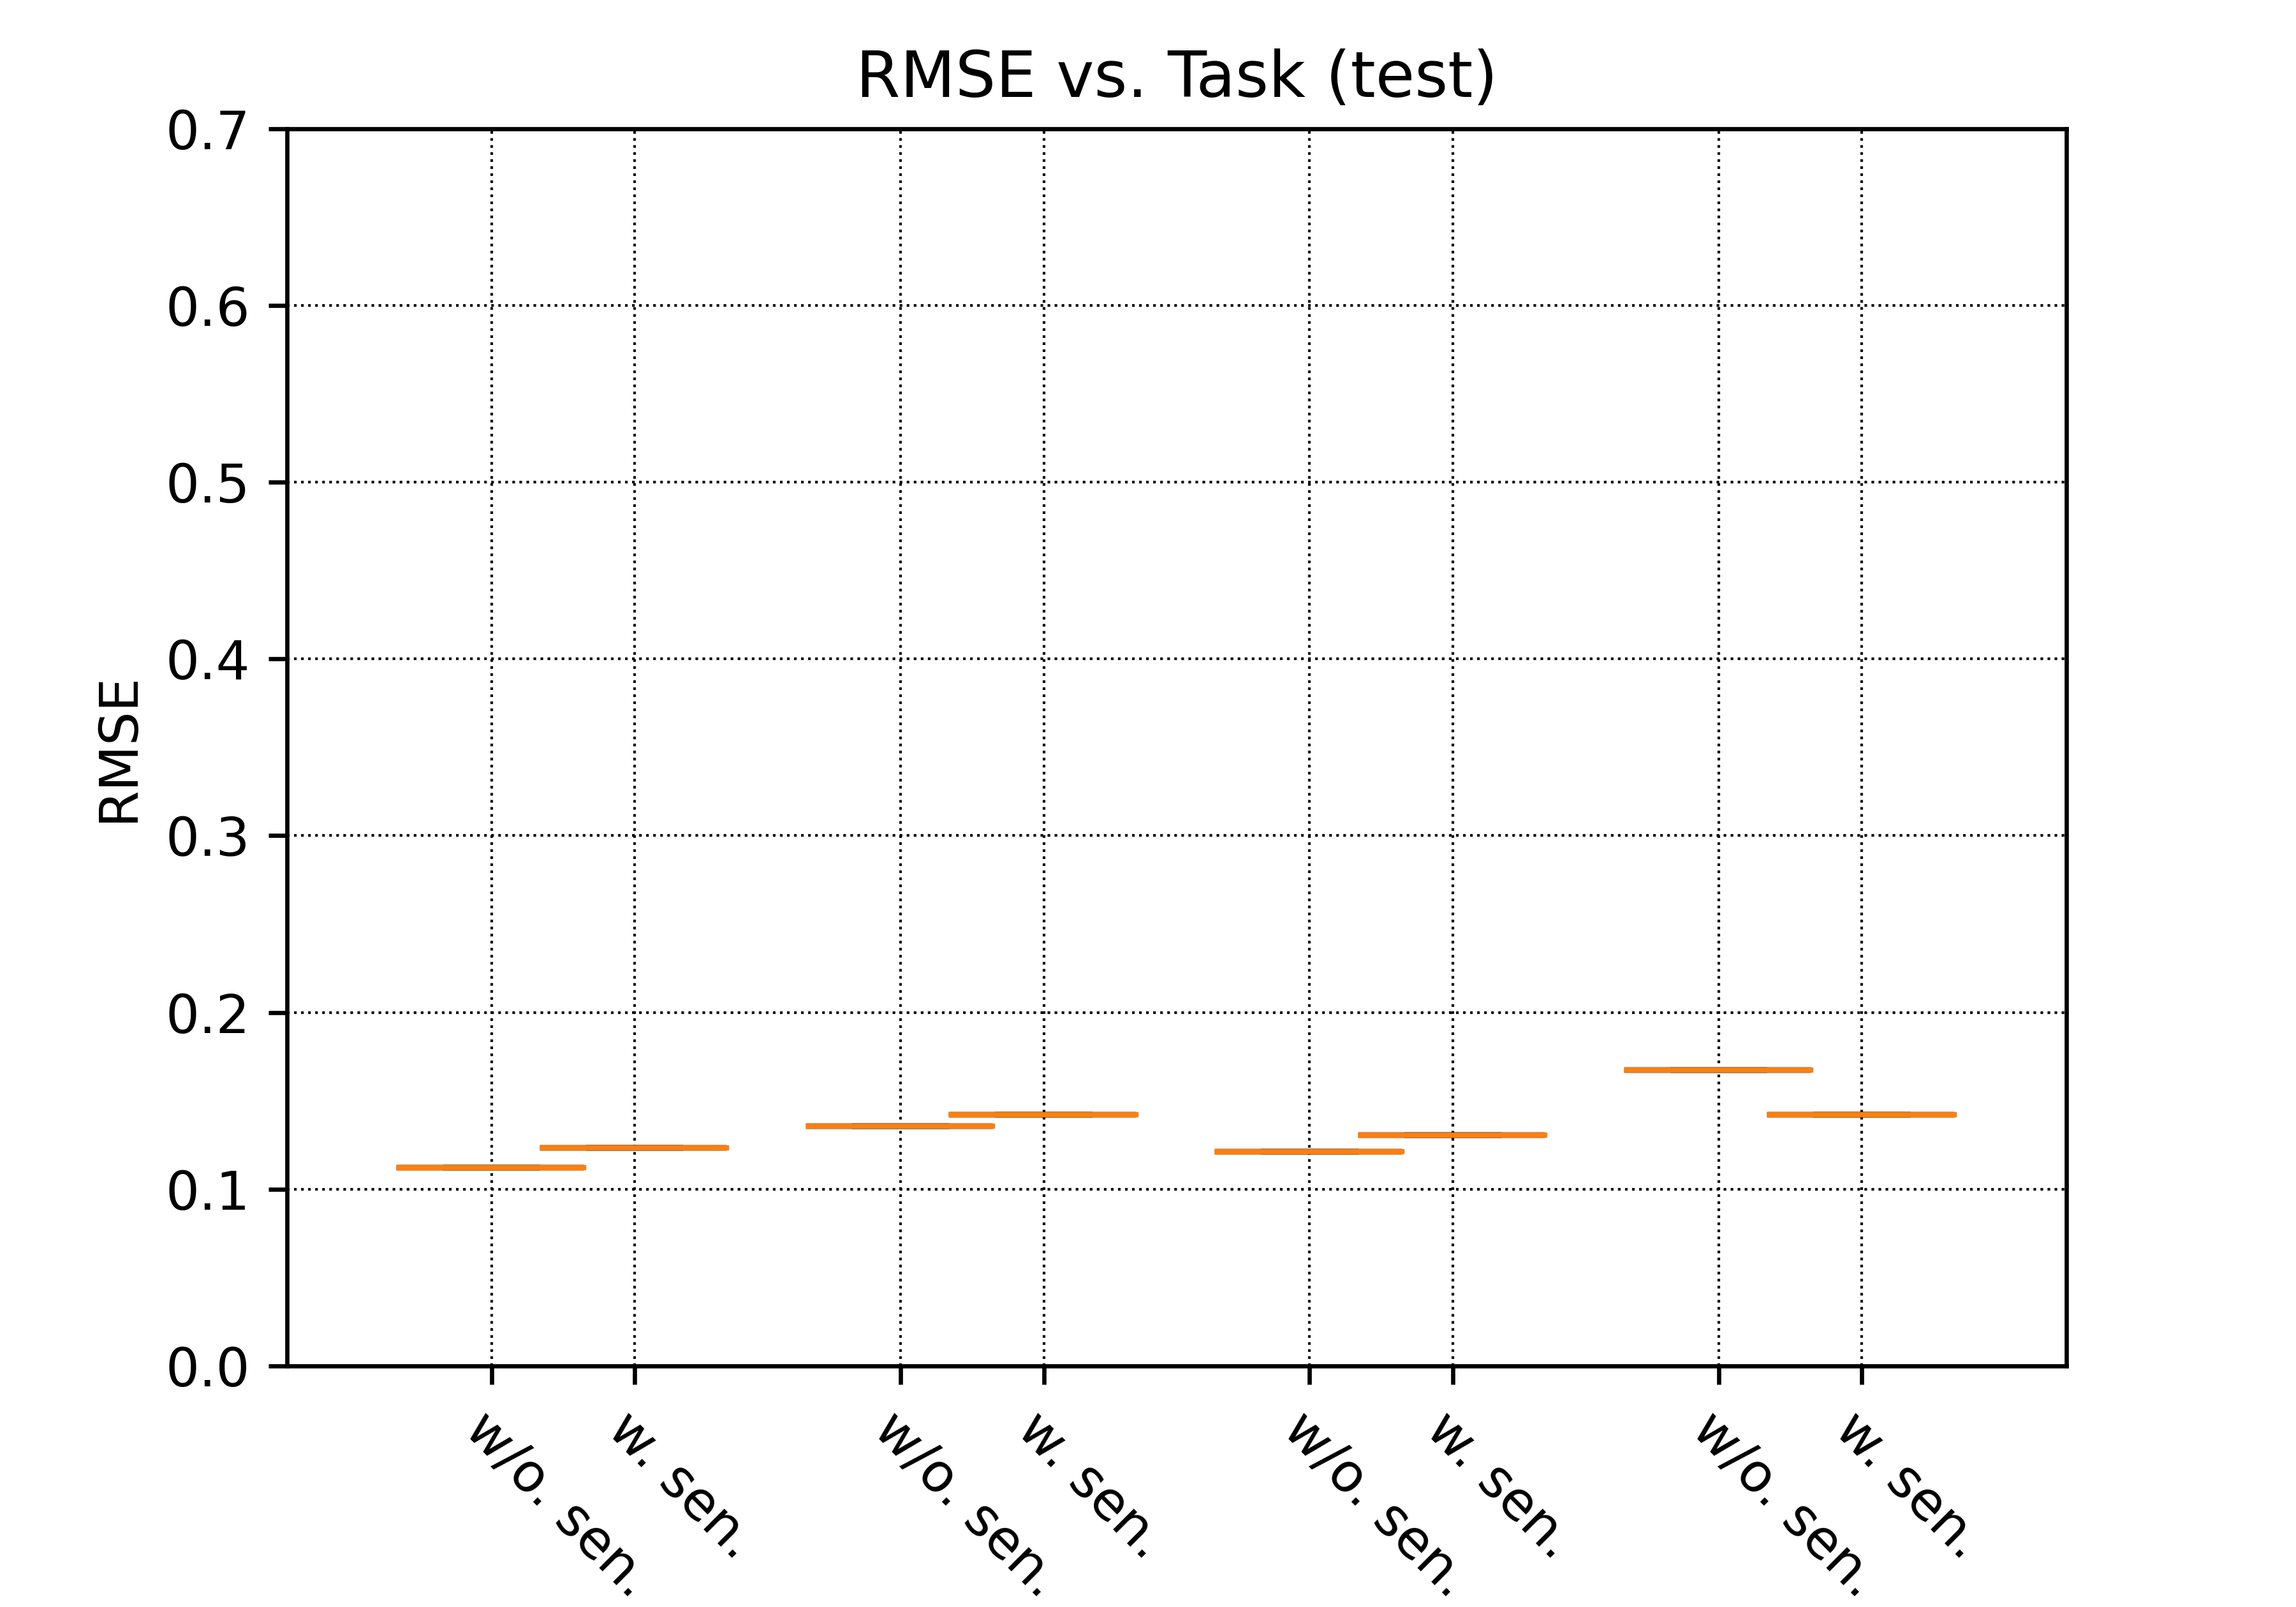 RMSE vs. Task (test)
0.7
0.6
0.5
0.4
0.3
0.2
0.1
0.0
RMSE
w/o. sen.
w. sen.
w/o. sen.
w. sen.
w/o. sen.
w. sen.
w/o. sen.
w. sen.